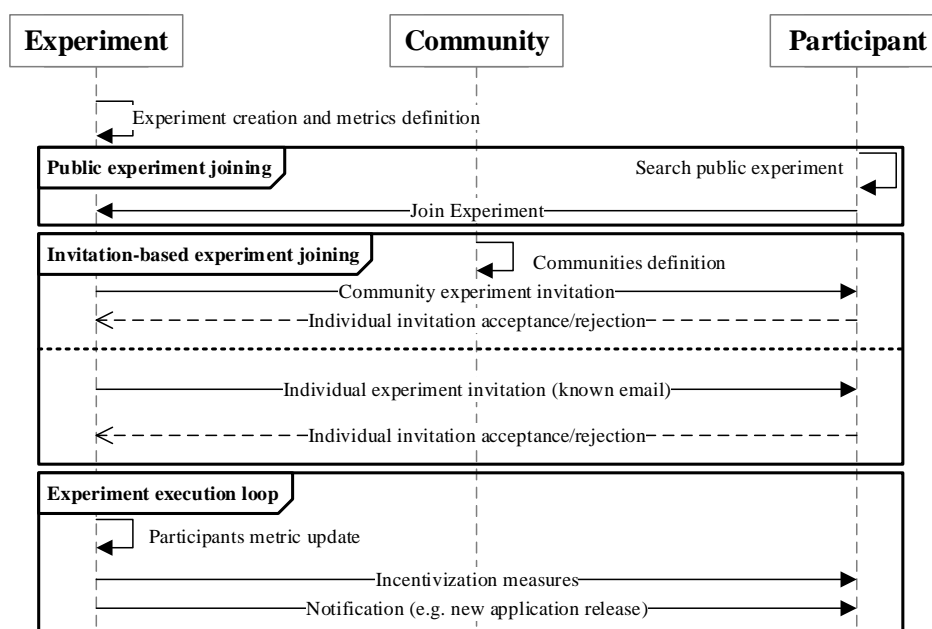 Experiment
Community
Participant
Experiment creation and metrics definition
Public experiment joining
Search public experiment
Join Experiment
Invitation-based experiment joining
Communities definition
Community experiment invitation
Individual invitation acceptance/rejection
Individual experiment invitation (known email)
Individual invitation acceptance/rejection
Experiment execution loop
Participants metric update
Incentivization measures
Notification (e.g. new application release)